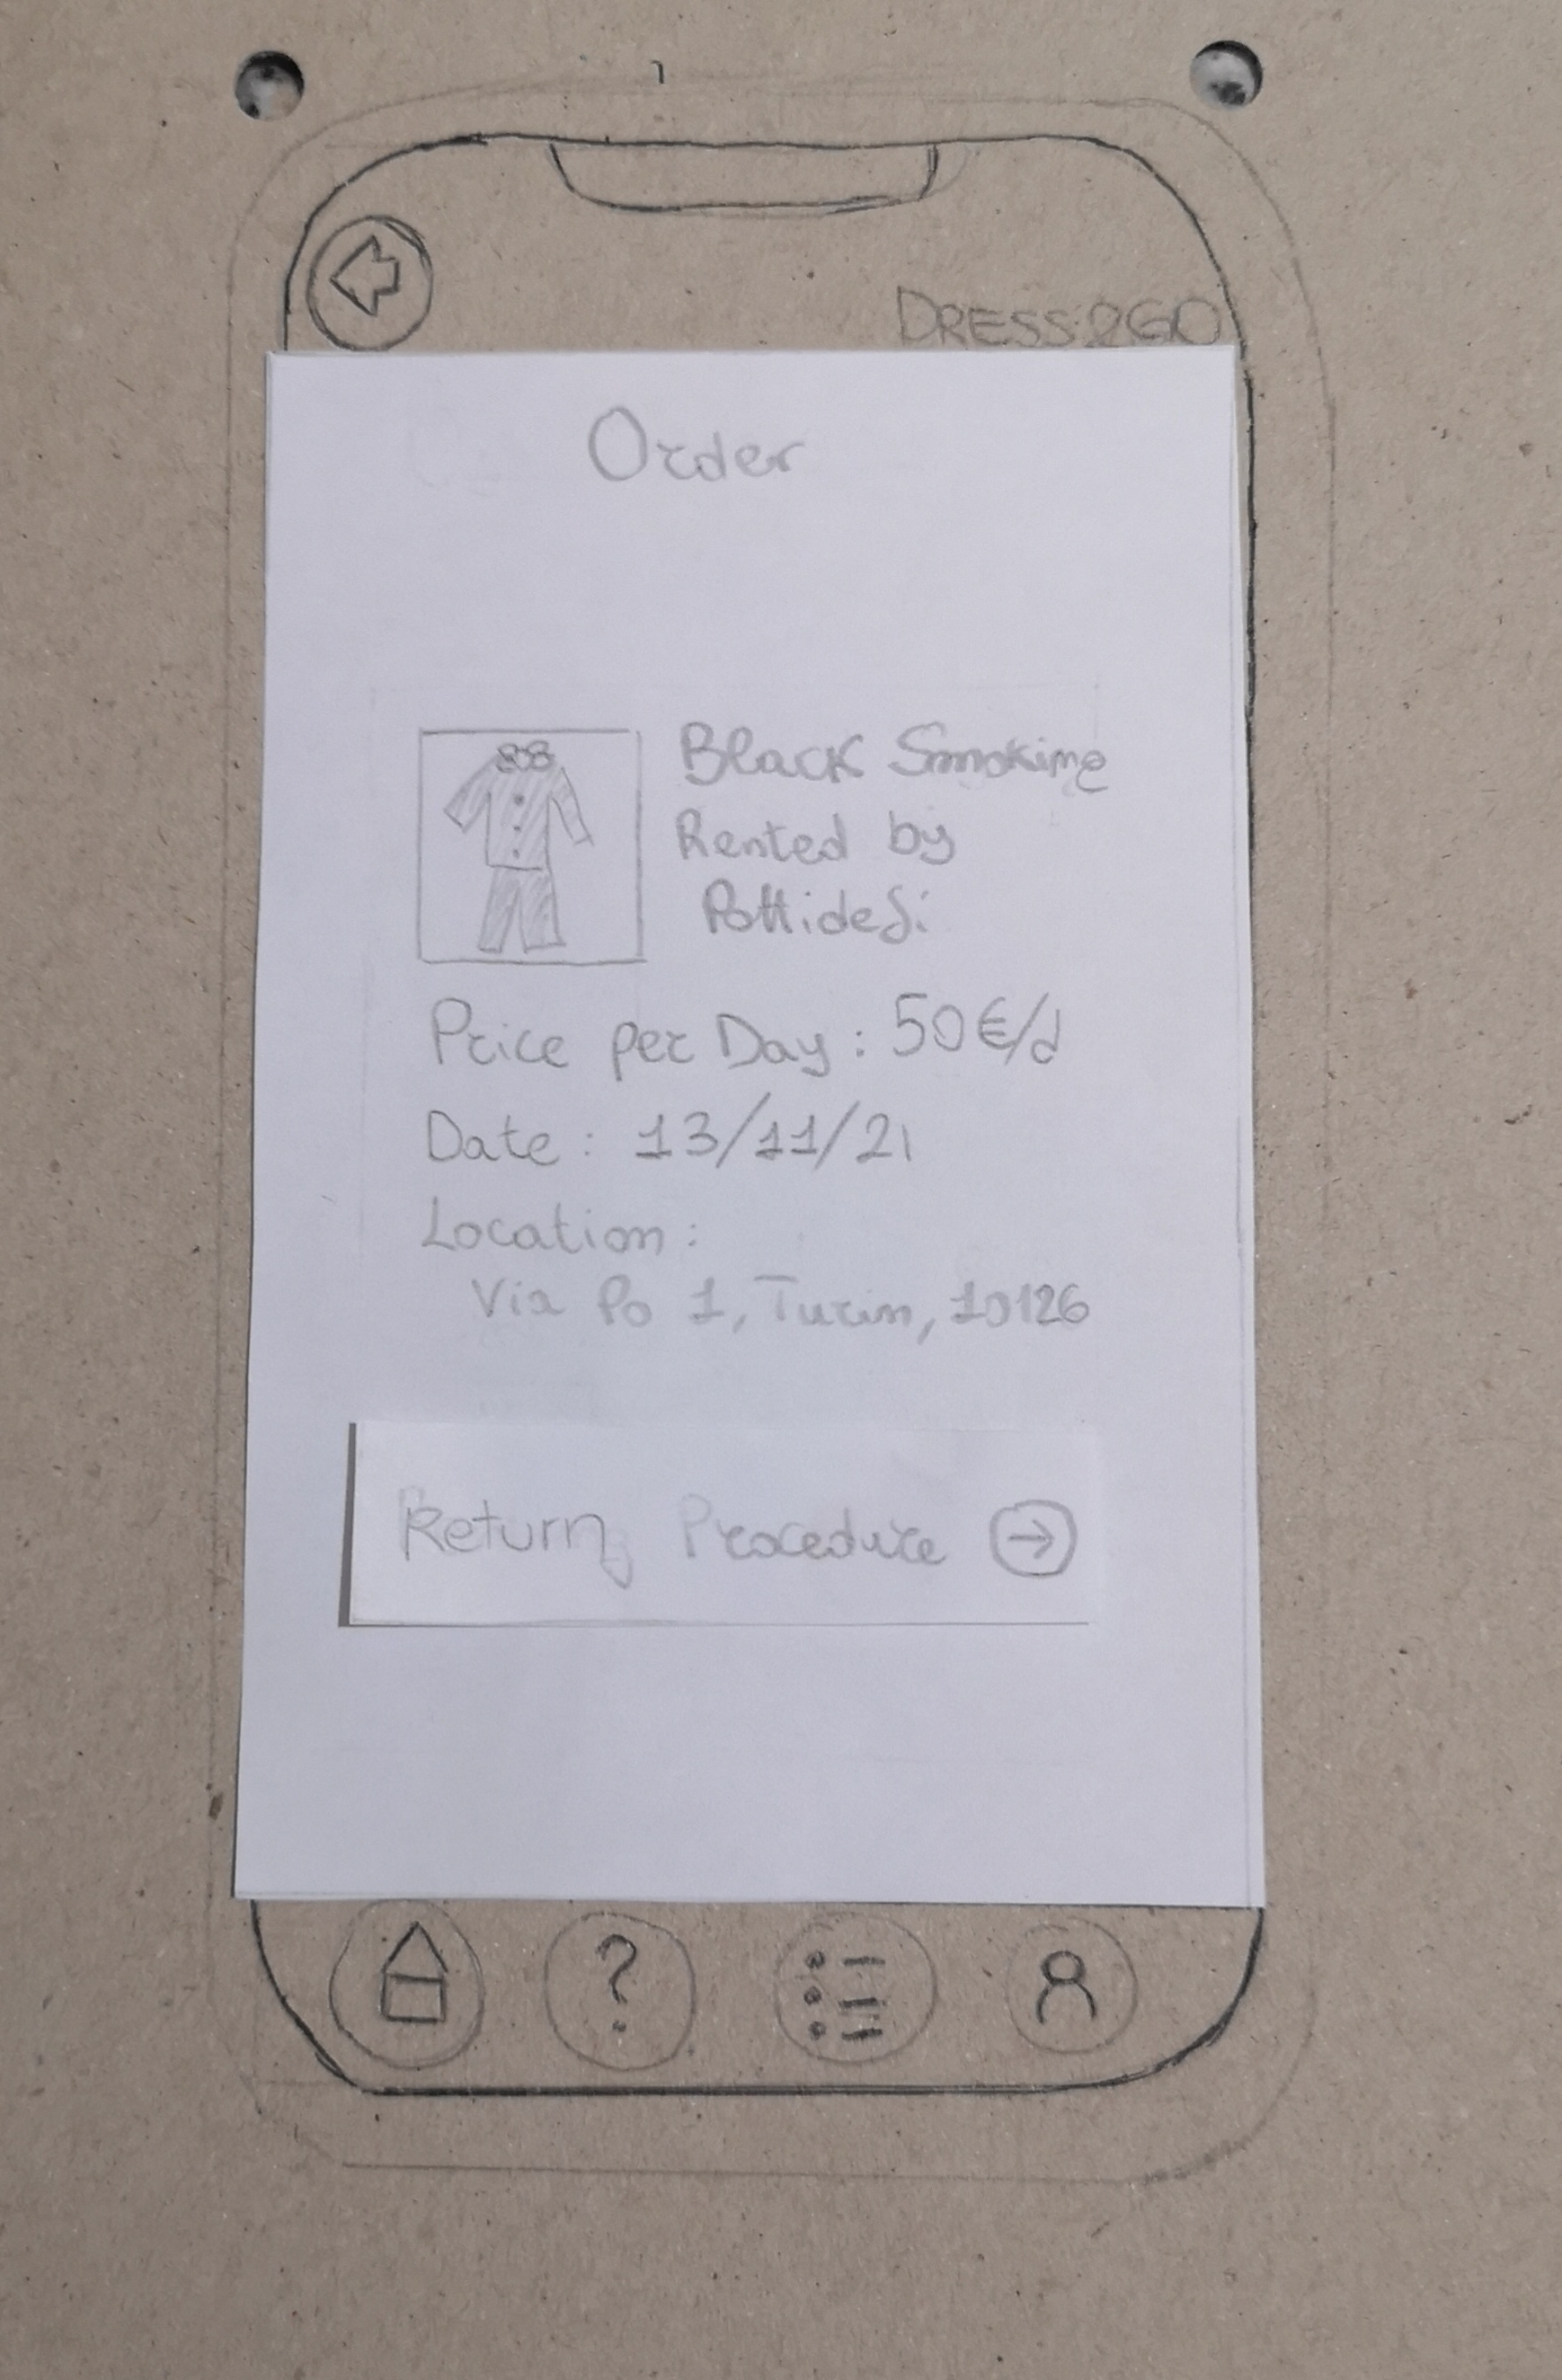 DRESS2GO
Order
Black Smoking
Rented by
Price per Day : 50€/d
Date : 13/11/21
Location :
Via Po 1, Turin, 10126
Return Procedure
?